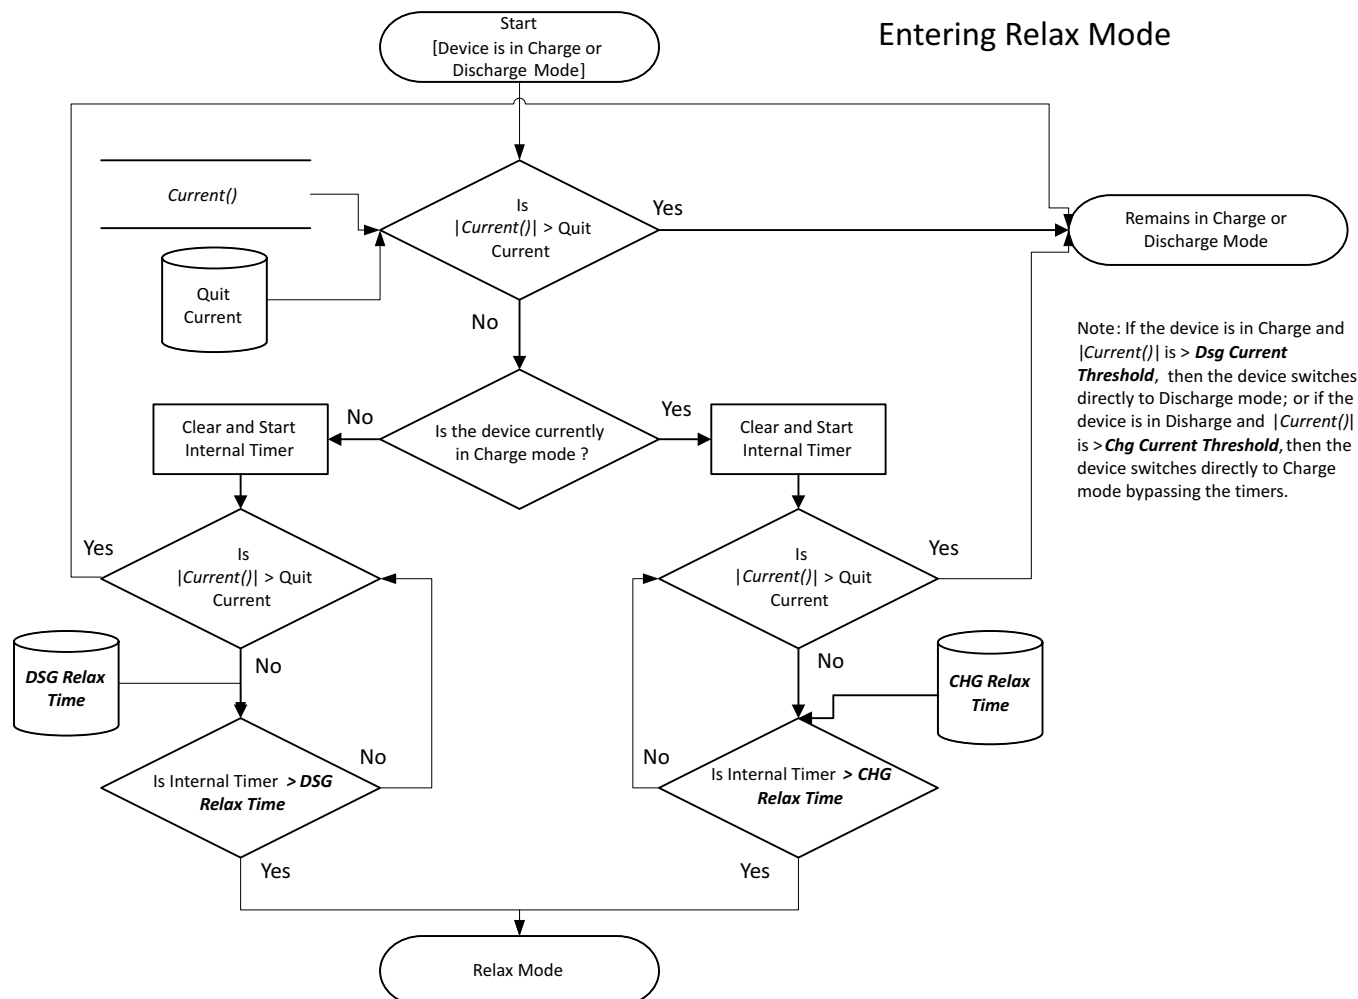 Start
[Device is in Charge or
Discharge Mode]
Entering Relax Mode
Current()
Is
|Current()| > Quit
Current
Yes
Remains in Charge or
Discharge Mode
Quit
Current
No
Note: If the device is in Charge and
|Current()| is > Dsg Current
Threshold, then the device switches
directly to Discharge mode; or if the
device is in Disharge and |Current()|
is > Chg Current Threshold, then the
device switches directly to Charge
mode bypassing the timers.
Clear and Start
Internal Timer
No
Is the device currently
in Charge mode ?
Yes
Clear and Start
Internal Timer
Yes
Is
|Current()| > Quit
Current
Is
|Current()| > Quit
Current
Yes
DSG Relax
Time
No
No
CHG Relax
Time
Is Internal Timer > DSG
Relax Time
No
No
Is Internal Timer > CHG
Relax Time
Yes
Yes
Relax Mode